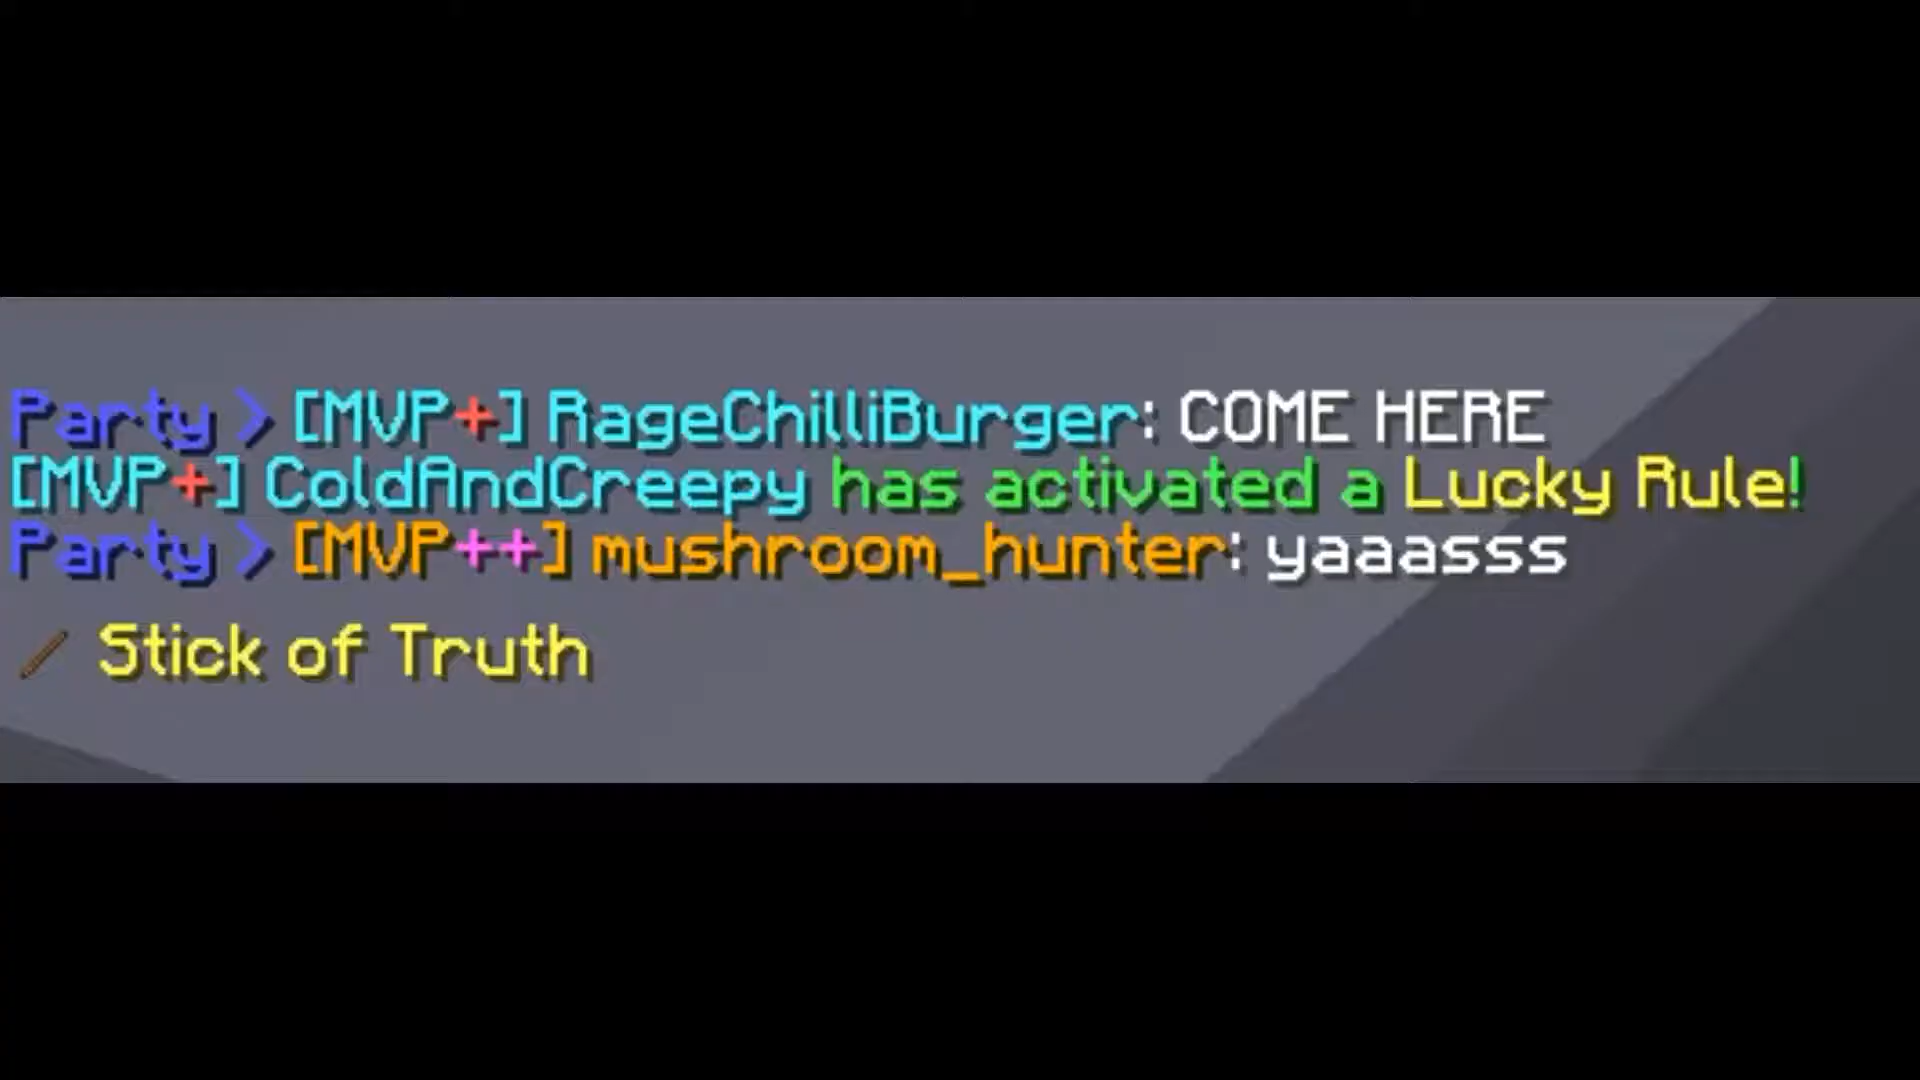 Party > [MVP+] RageChilliBurger: COME HERE
[MVP+] ColdAndCreepy has activated a Lucky Rule!
Party > [MVP++] mushroom_hunter: yaaasss
Stick of Truth